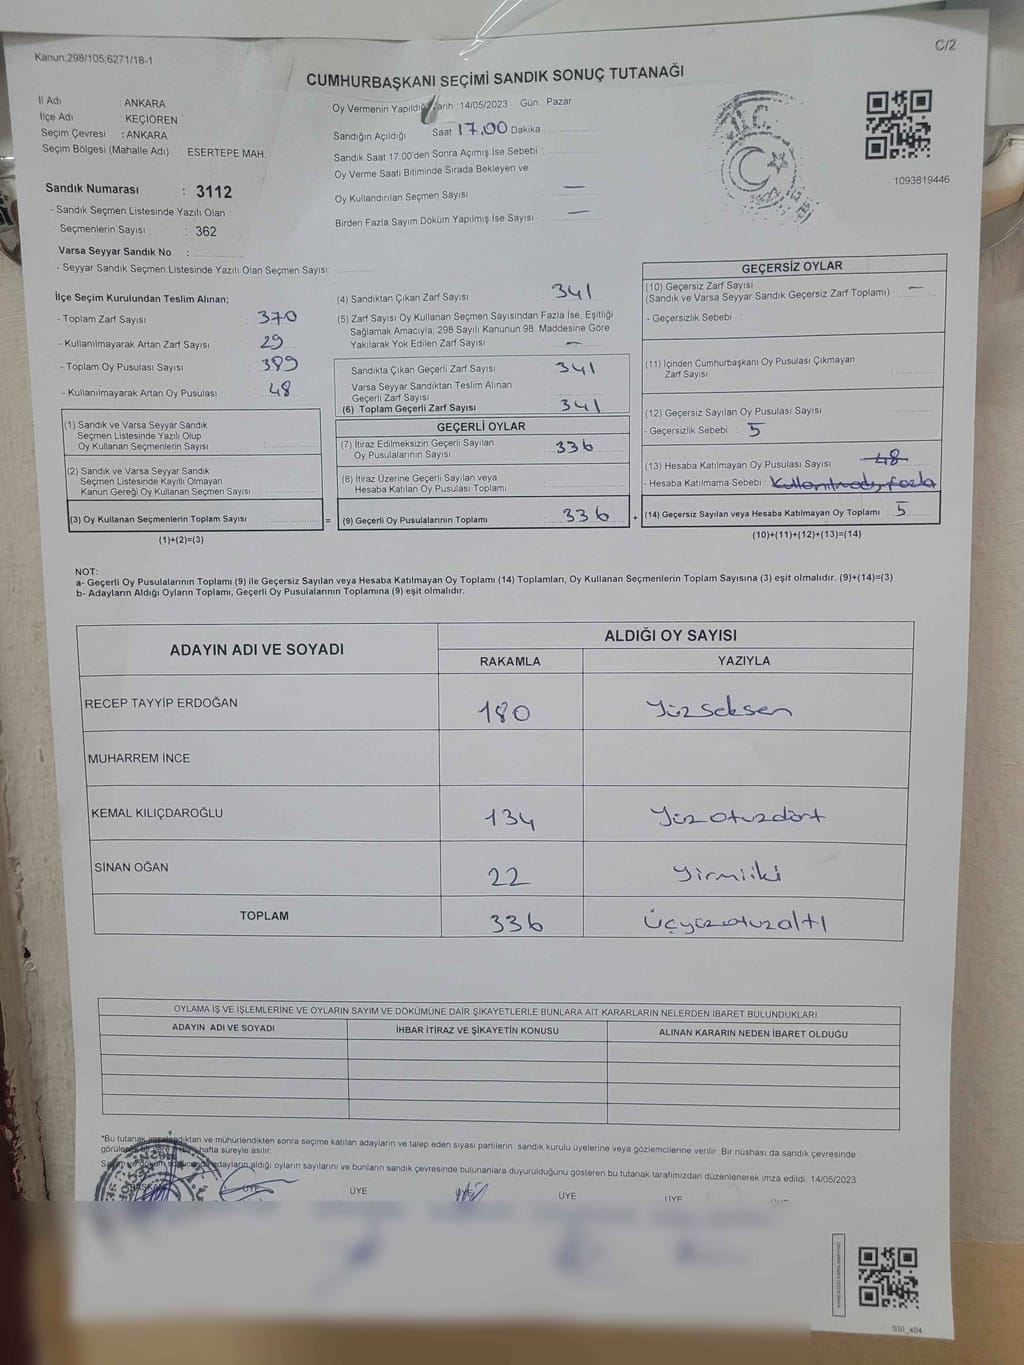 Kanun:298/105;6271/18-1
C/2
CUMHURBAŞKANI SEÇİMİ SANDIK SONUÇ TUTANAĞI
İl Adı : ANKARA
İlçe Adı : KEÇİÖREN
Seçim Çevresi : ANKARA
Seçim Bölgesi (Mahalle Adı) : ESERTEPE MAH.
Sandık Numarası : 3112
- Sandık Seçmen Listesinde Yazılı Olan
Seçmenlerin Sayısı : 362
Varsa Seyyar Sandık No :
- Seyyar Sandık Seçmen Listesinde Yazılı Olan Seçmen Sayısı:
Oy Vermenin Yapıldığı Tarih : 14/05/2023 Gün : Pazar
Sandığın Açıldığı Saat 17.00 Dakika
Sandık Saat 17:00'den Sonra Açımış İse Sebebi :
Oy Verme Saati Bitiminde Sırada Bekleyen ve
Oy Kullandırılan Seçmen Sayısı : —
Birden Fazla Sayım Döküm Yapılmış İse Sayısı : —
T.C.
1093819446
İlçe Seçim Kurulundan Teslim Alınan;
- Toplam Zarf Sayısı 370
- Kullanılmayarak Artan Zarf Sayısı 29
- Toplam Oy Pusulası Sayısı 389
- Kullanılmayarak Artan Oy Pusulası 48
(1) Sandık ve Varsa Seyyar Sandık
Seçmen Listesinde Yazılı Olup
Oy Kullanan Seçmenlerin Sayısı
(2) Sandık ve Varsa Seyyar Sandık
Seçmen Listesinde Kayıtlı Olmayan
Kanun Gereği Oy Kullanan Seçmen Sayısı
(3) Oy Kullanan Seçmenlerin Toplam Sayısı
(1)+(2)=(3)
(4) Sandıktan Çıkan Zarf Sayısı 341
(5) Zarf Sayısı Oy Kullanan Seçmen Sayısından Fazla İse, Eşitliği
Sağlamak Amacıyla; 298 Sayılı Kanunun 98. Maddesine Göre
Yakılarak Yok Edilen Zarf Sayısı —
Sandıkta Çıkan Geçerli Zarf Sayısı 341
Varsa Seyyar Sandıktan Teslim Alınan
Geçerli Zarf Sayısı
(6) Toplam Geçerli Zarf Sayısı 341
GEÇERLİ OYLAR
(7) İtiraz Edilmeksizin Geçerli Sayılan
Oy Pusulalarının Sayısı 336
(8) İtiraz Üzerine Geçerli Sayılan veya
Hesaba Katılan Oy Pusulası Toplamı
= (9) Geçerli Oy Pusulalarının Toplamı 336
GEÇERSİZ OYLAR
(10) Geçersiz Zarf Sayısı
(Sandık ve Varsa Seyyar Sandık Geçersiz Zarf Toplamı) : —
- Geçersizlik Sebebi :
(11) İçinden Cumhurbaşkanı Oy Pusulası Çıkmayan
Zarf Sayısı
(12) Geçersiz Sayılan Oy Pusulası Sayısı
- Geçersizlik Sebebi : 5
(13) Hesaba Katılmayan Oy Pusulası Sayısı 48
- Hesaba Katılmama Sebebi :
+ (14) Geçersiz Sayılan veya Hesaba Katılmayan Oy Toplamı 5
(10)+(11)+(12)+(13)=(14)
NOT:
a- Geçerli Oy Pusulalarının Toplamı (9) ile Geçersiz Sayılan veya Hesaba Katılmayan Oy Toplamı (14) Toplamları, Oy Kullanan Seçmenlerin Toplam Sayısına (3) eşit olmalıdır. (9)+(14)=(3)
b- Adayların Aldığı Oyların Toplamı, Geçerli Oy Pusulalarının Toplamına (9) eşit olmalıdır.
ADAYIN ADI VE SOYADI ALDIĞI OY SAYISI
RAKAMLA YAZIYLA
RECEP TAYYİP ERDOĞAN 180 Yüzseksen
MUHARREM İNCE
KEMAL KILIÇDAROĞLU 134 Yüzotuzdört
SİNAN OĞAN 22 Yirmiiki
TOPLAM 336 Üçyüzotuzaltı
OYLAMA İŞ VE İŞLEMLERİNE VE OYLARIN SAYIM VE DÖKÜMÜNE DAİR ŞİKAYETLERLE BUNLARA AİT KARARLARIN NELERDEN İBARET BULUNDUKLARI
ADAYIN ADI VE SOYADI İHBAR İTİRAZ VE ŞİKAYETİN KONUSU ALINAN KARARIN NEDEN İBARET OLDUĞU
*Bu tutanak imzalandıktan ve mühürlendikten sonra seçime katılan adayların ve talep eden siyasi partilerin sandık kurulu üyelerine veya gözlemcilerine verilir. Bir nüshası da sandık çevresinde
hafta süreyle asılır.
adayların aldığı oyların sayılarını ve bunların sandık çevresinde bulunanlara duyurulduğunu gösteren bu tutanak tarafımızdan düzenlenerek imza edildi. 14/05/2023
BAŞKAN ÜYE ÜYE ÜYE ÜYE ÜYE
SSI_404